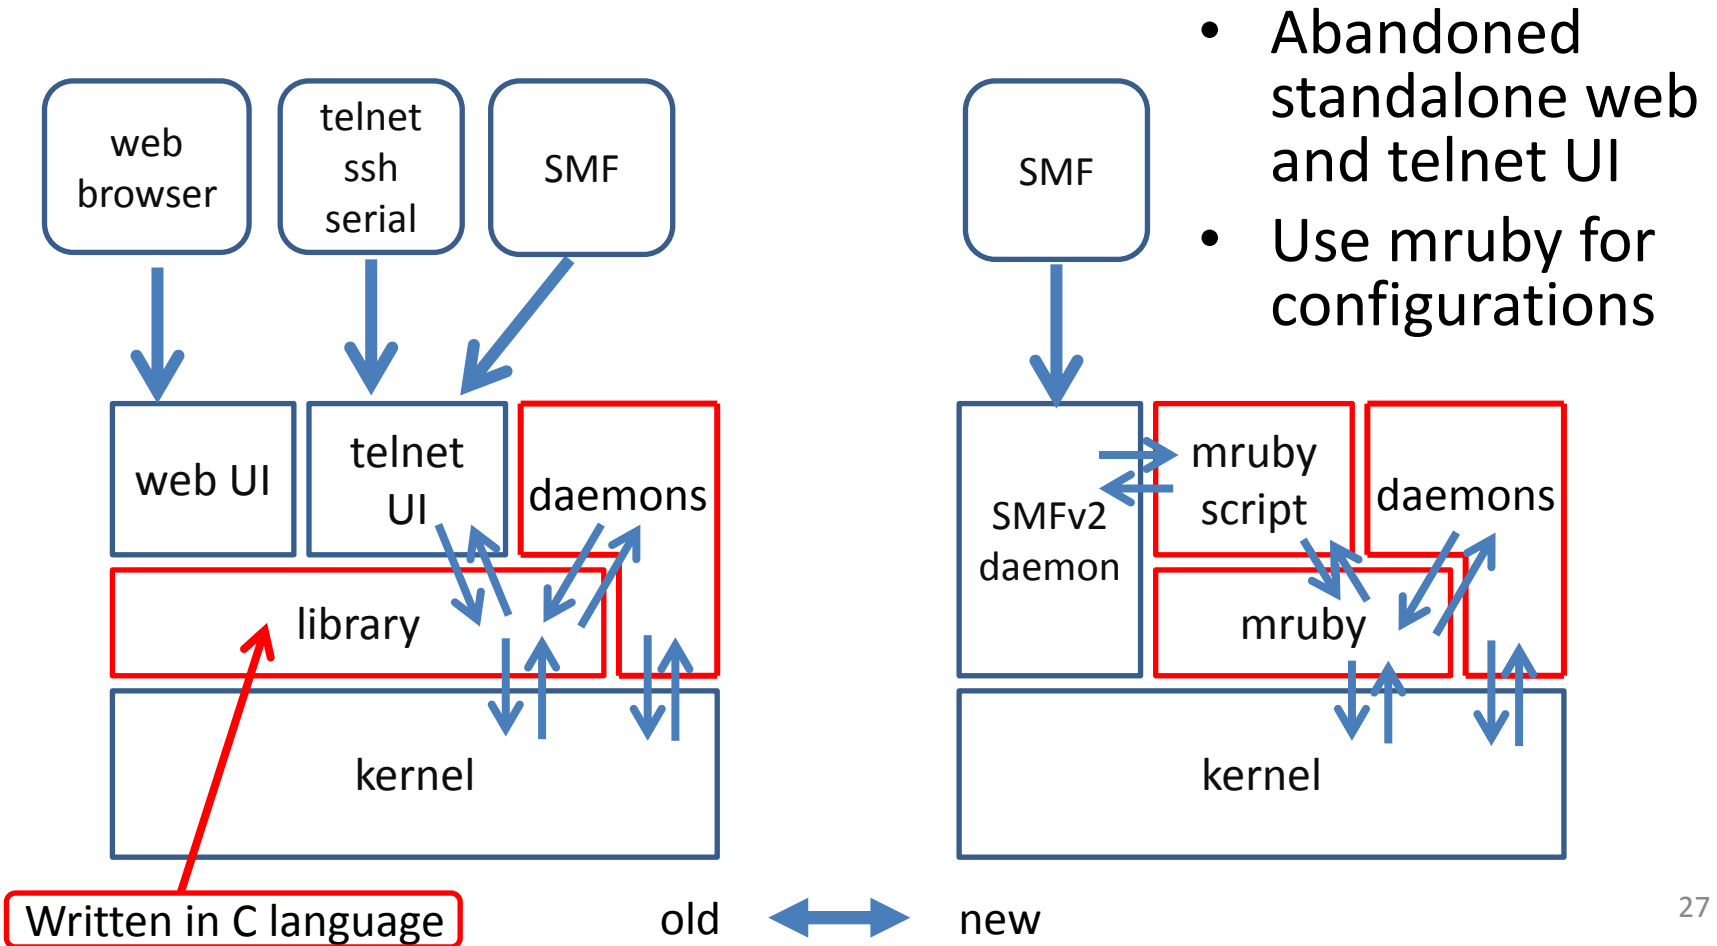 • Abandoned
standalone web
and telnet UI
• Use mruby for
configurations
web
browser
telnet
ssh
serial
SMF
SMF
web UI
telnet
UI
daemons
library
kernel
SMFv2
daemon
mruby
script
daemons
mruby
kernel
Written in C language
old
new
27